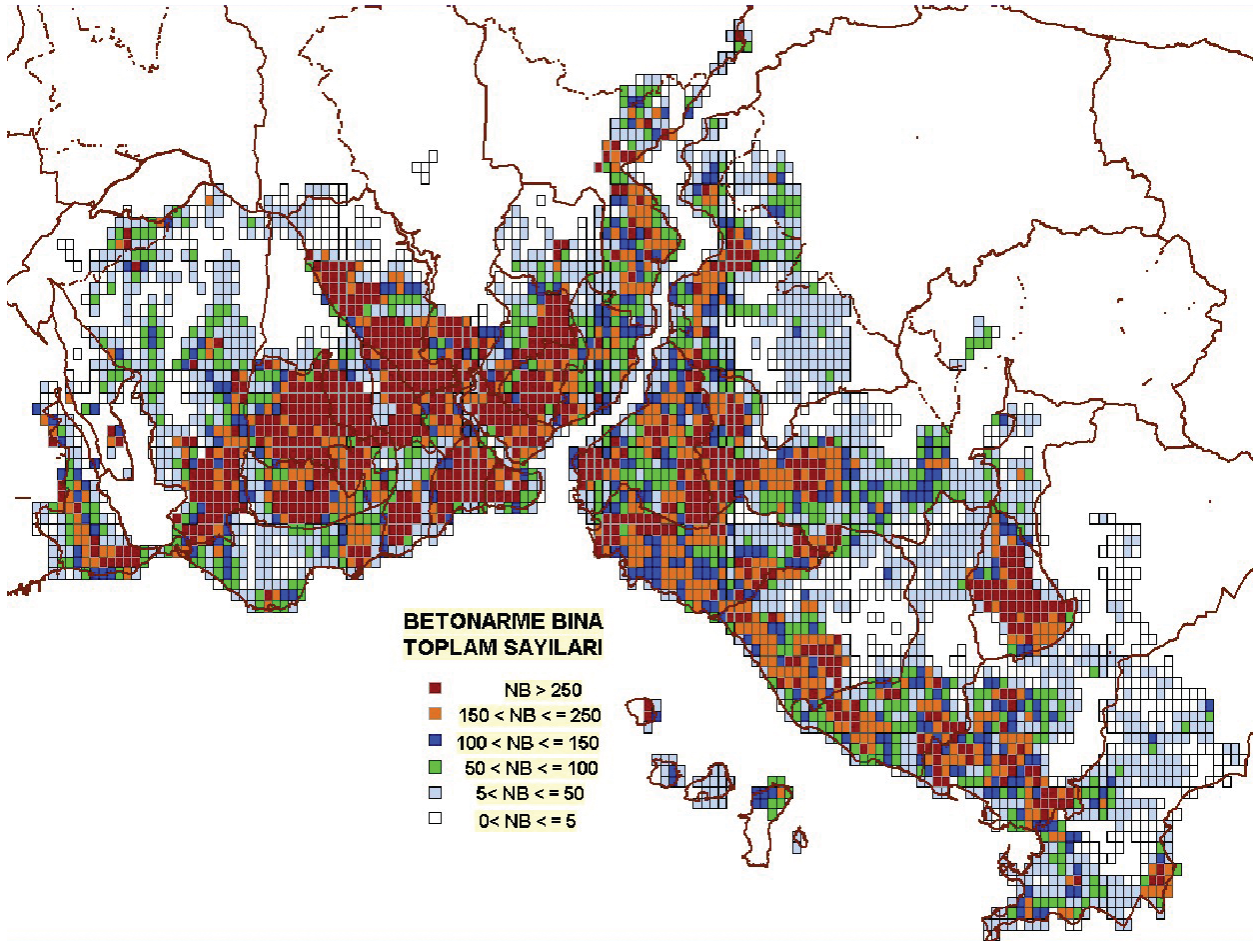 BETONARME BINA
TOPLAM SAYILARI
NB > 250
150 < NB < = 250
100 < NB < = 150
50 < NB < = 100
5< NB < = 50
0< NB < = 5